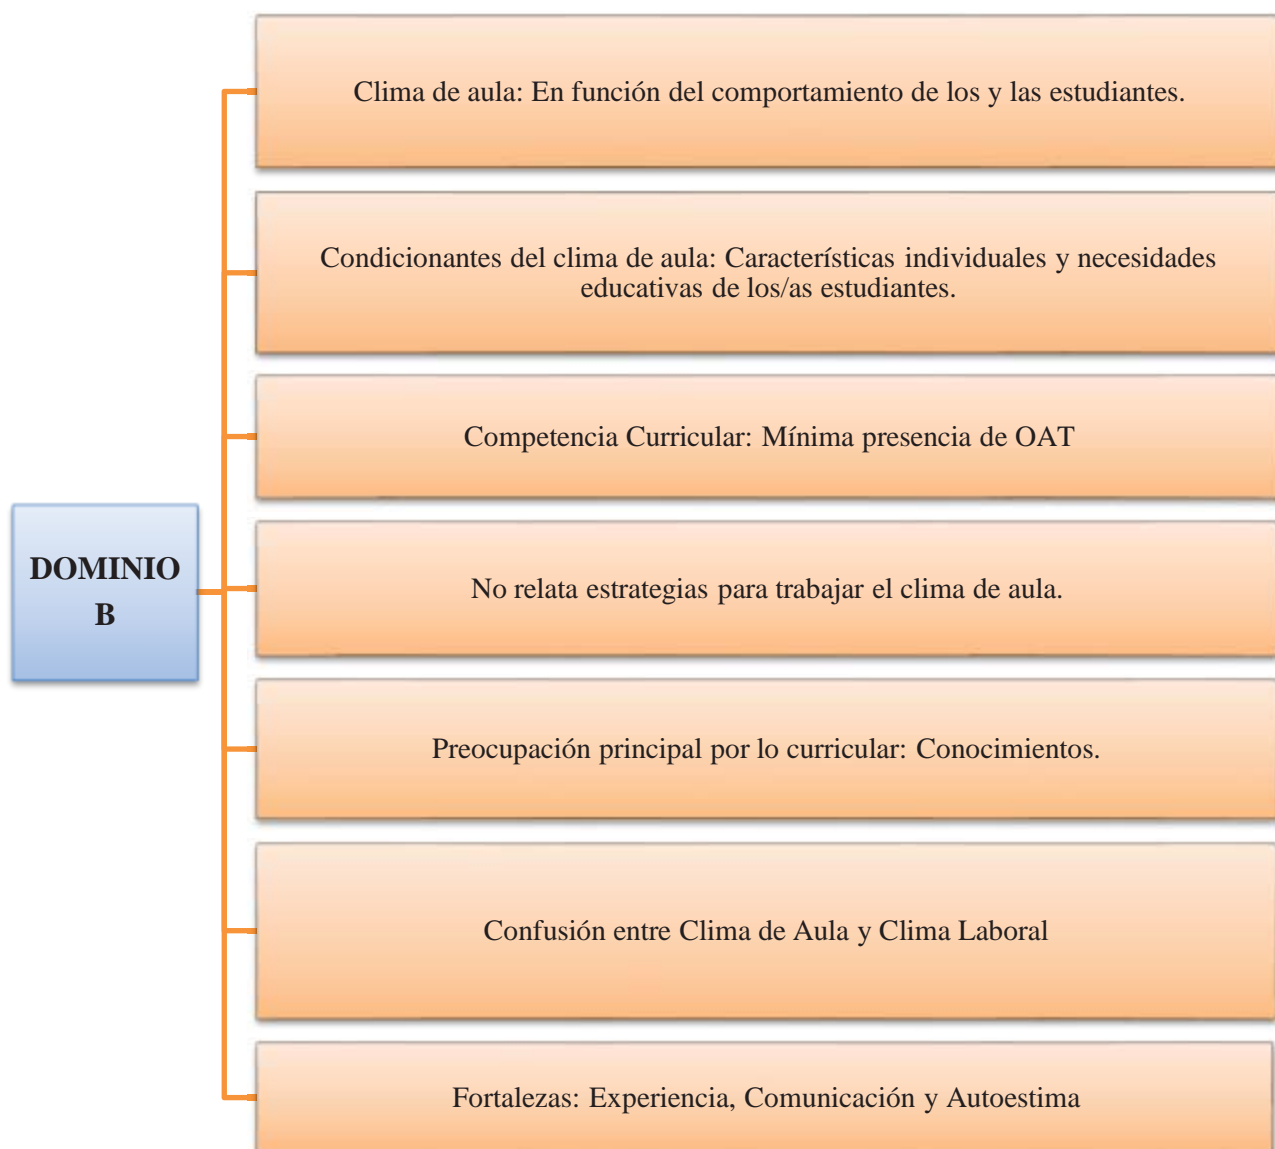 Clima de aula: En función del comportamiento de los y las estudiantes.
Condicionantes del clima de aula: Características individuales y necesidades
educativas de los/as estudiantes.
Competencia Curricular: Mínima presencia de OAT
DOMINIO
B
No relata estrategias para trabajar el clima de aula.
Preocupación principal por lo curricular: Conocimientos.
Confusión entre Clima de Aula y Clima Laboral
Fortalezas: Experiencia, Comunicación y Autoestima